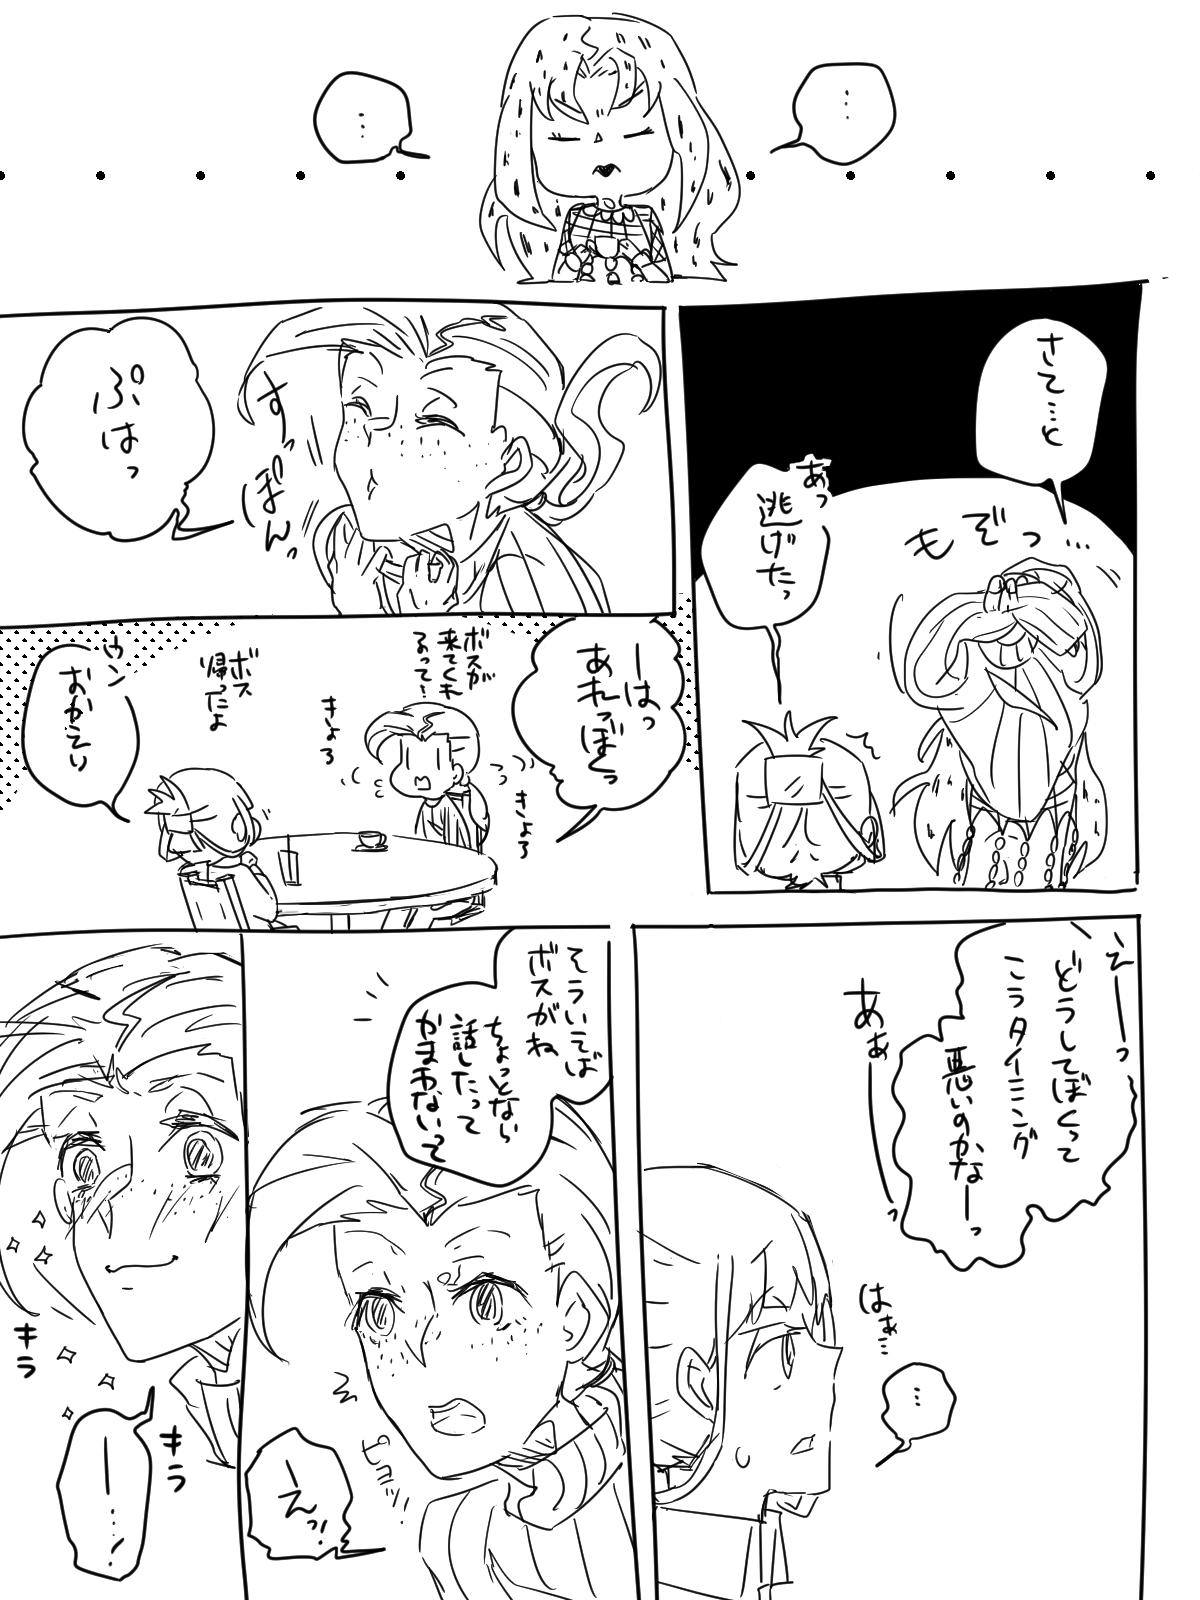 …
…
さて…と
もぞっ…
あっ
逃げたっ
すっ
ぽんっ
ぷはっ
ーはっ
あれっぼくぅ
きょろ
きょろ
ボスが
来てくれ
るって!
ボス
帰ったよ
ウン
おかえり
えーっ
どうしてぼくって
こうタイミング
悪いのかなーっ
あぁーっ
はぁ…
…
そういえば
ボスがね
ちょっとなら
話したって
かまわないって
ピコッ
ーえっ!
キラ
キラ
ー…!